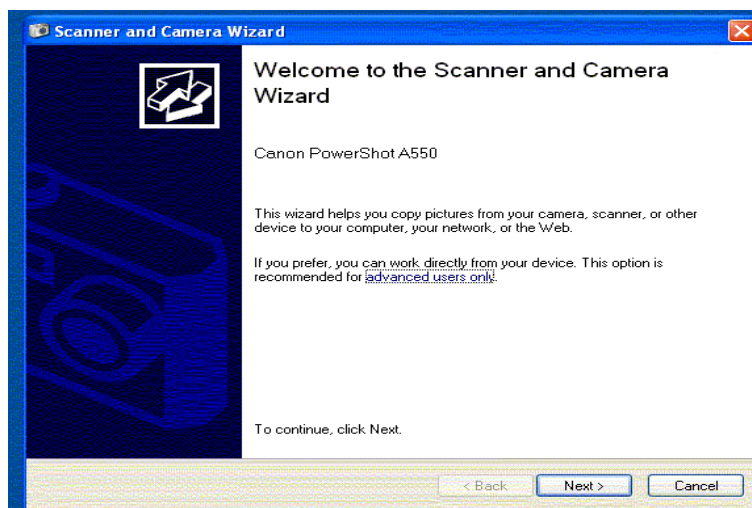 Scanner and Camera Wizard
Welcome to the Scanner and Camera
Wizard
Canon PowerShot A550
This wizard helps you copy pictures from your camera, scanner, or other
device to your computer, your network, or the Web.
If you prefer, you can work directly from your device. This option is
recommended for advanced users only.
To continue, click Next.
< Back Next > Cancel